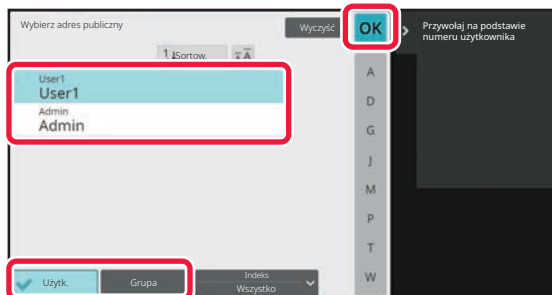 Wybierz adres publiczny
Wyczyść
OK
Przywołaj na podstawie
numeru użytkownika
Sortow.
User1
User1
Admin
Admin
A
D
G
J
M
P
T
W
Użytk.
Grupa
Indeks
Wszystko